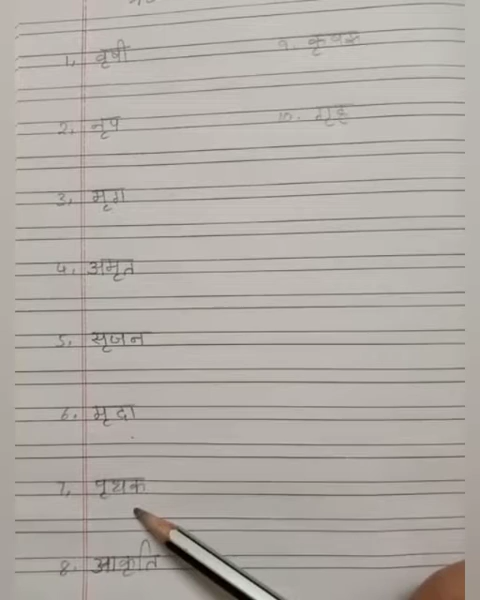 1. वृषी
9. कृषक
2. नृप
10. गृह
3. मृग
4. अमृत
5. सृजन
6. मृदा
7. पृथक
8. आकृति